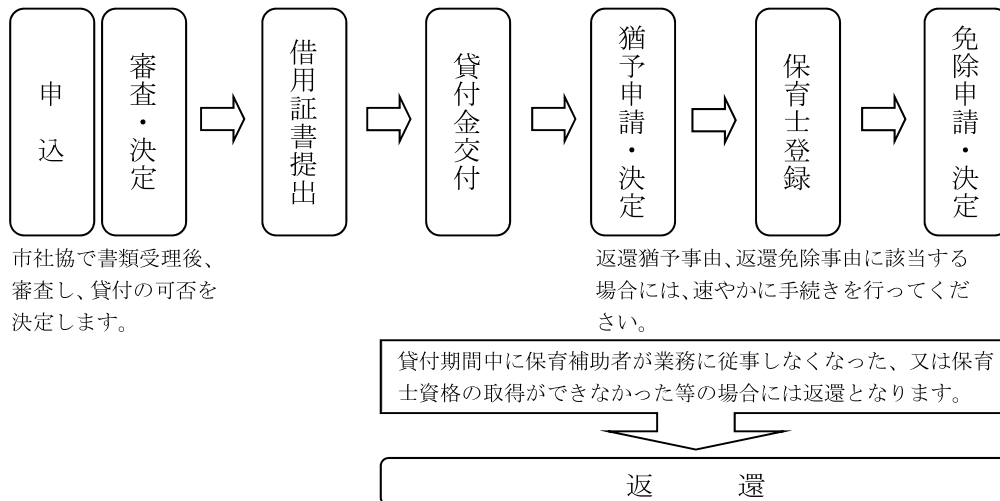 申込
審査・決定
借用証書提出
貸付金交付
猶予申請・決定
保育士登録
免除申請・決定
市社協で書類受理後、
審査し、貸付の可否を
決定します。
返還猶予事由、返還免除事由に該当する
場合には、速やかに手続きを行ってくだ
さい。
貸付期間中に保育補助者が業務に従事しなくなった、又は保育
士資格の取得ができなかった等の場合には返還となります。
返還